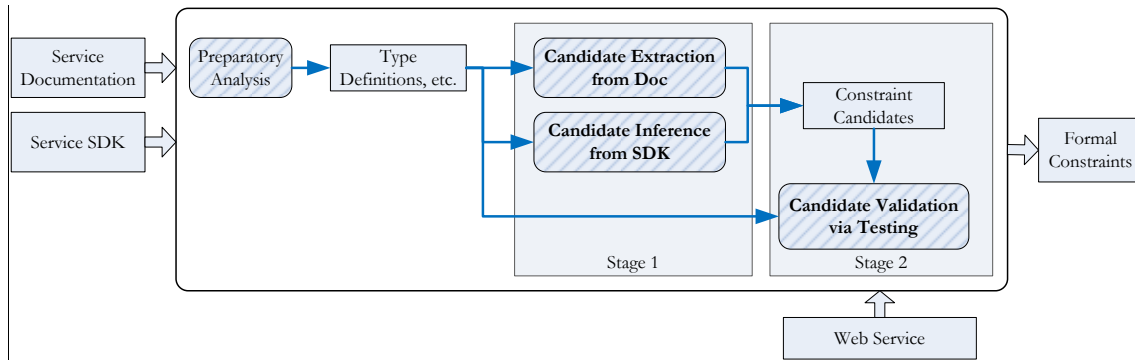 Service
Documentation
Service SDK
Preparatory
Analysis
Type
Definitions, etc.
Candidate Extraction
from Doc
Candidate Inference
from SDK
Stage 1
Constraint
Candidates
Candidate Validation
via Testing
Stage 2
Formal
Constraints
Web Service